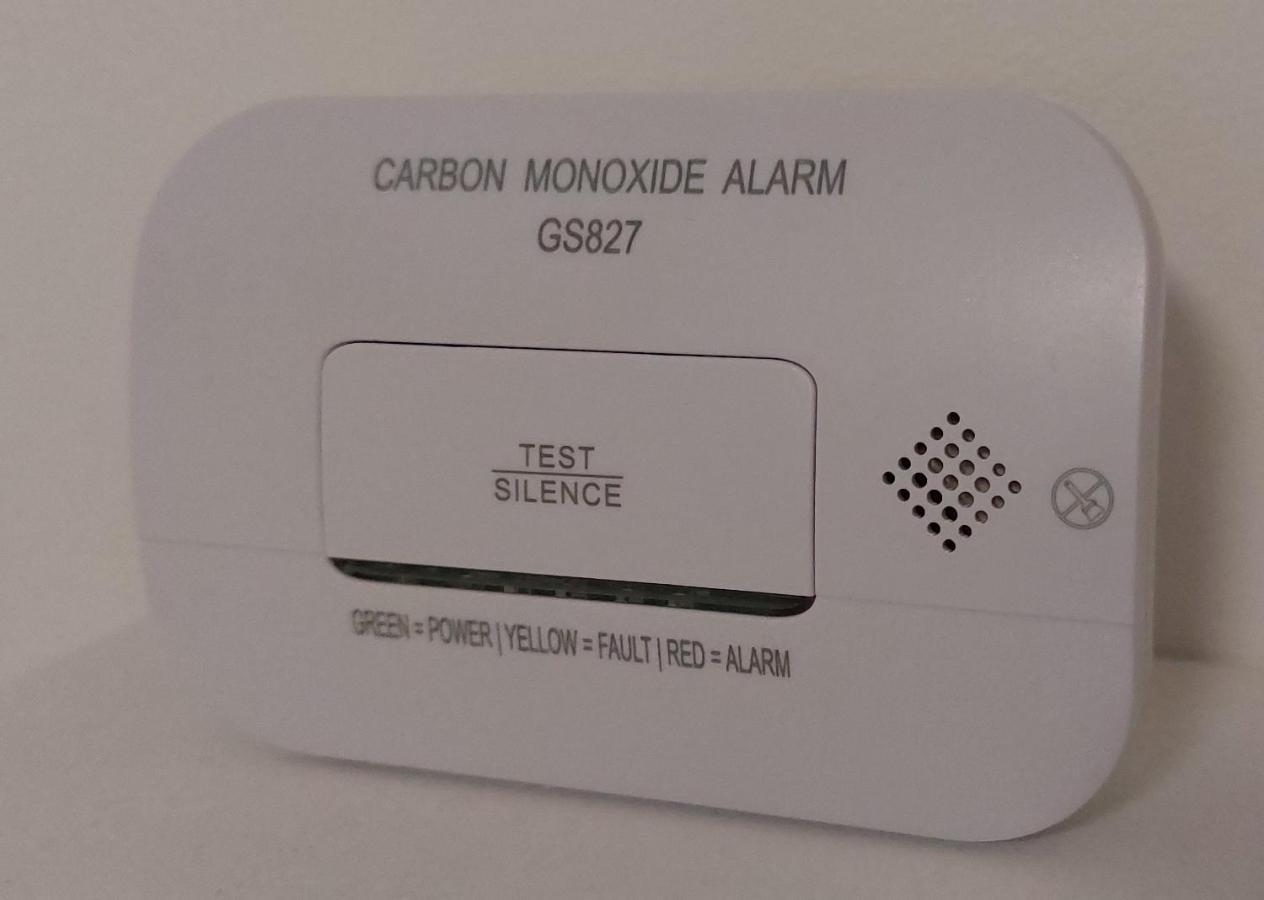 CARBON MONOXIDE ALARM
GS827
TEST
SILENCE
GREEN = POWER | YELLOW = FAULT | RED = ALARM